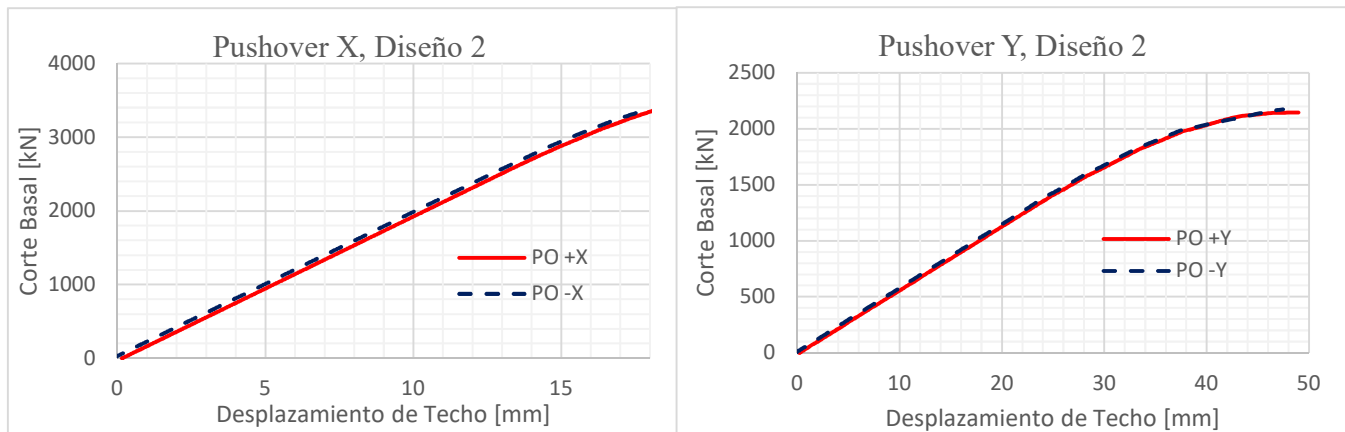 Pushover X, Diseño 2
4000
3000
2000
1000
0
Corte Basal [kN]
PO +X
PO -X
0 5 10 15
Desplazamiento de Techo [mm]
Pushover Y, Diseño 2
2500
2000
1500
1000
500
0
Corte Basal [kN]
PO +Y
PO -Y
0 10 20 30 40 50
Desplazamiento de Techo [mm]